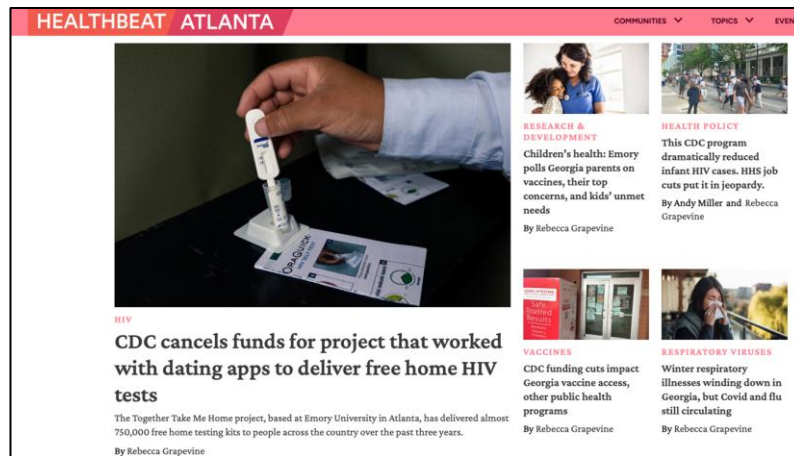 HEALTHBEAT ATLANTA
COMMUNITIES TOPICS EVEN
ORAQUICK
HIV
CDC cancels funds for project that worked
with dating apps to deliver free home HIV
tests
The Together Take Me Home project, based at Emory University in Atlanta, has delivered almost
750,000 free home testing kits to people across the country over the past three years.
By Rebecca Grapevine
RESEARCH &
DEVELOPMENT
Children's health: Emory
polls Georgia parents on
vaccines, their top
concerns, and kids' unmet
needs
By Rebecca Grapevine
HEALTH POLICY
This CDC program
dramatically reduced
infant HIV cases. HHS job
cuts put it in jeopardy.
By Andy Miller and Rebecca
Grapevine
Safe
Trusted
Results
VACCINES
CDC funding cuts impact
Georgia vaccine access,
other public health
programs
By Rebecca Grapevine
RESPIRATORY VIRUSES
Winter respiratory
illnesses winding down in
Georgia, but Covid and flu
still circulating
By Rebecca Grapevine